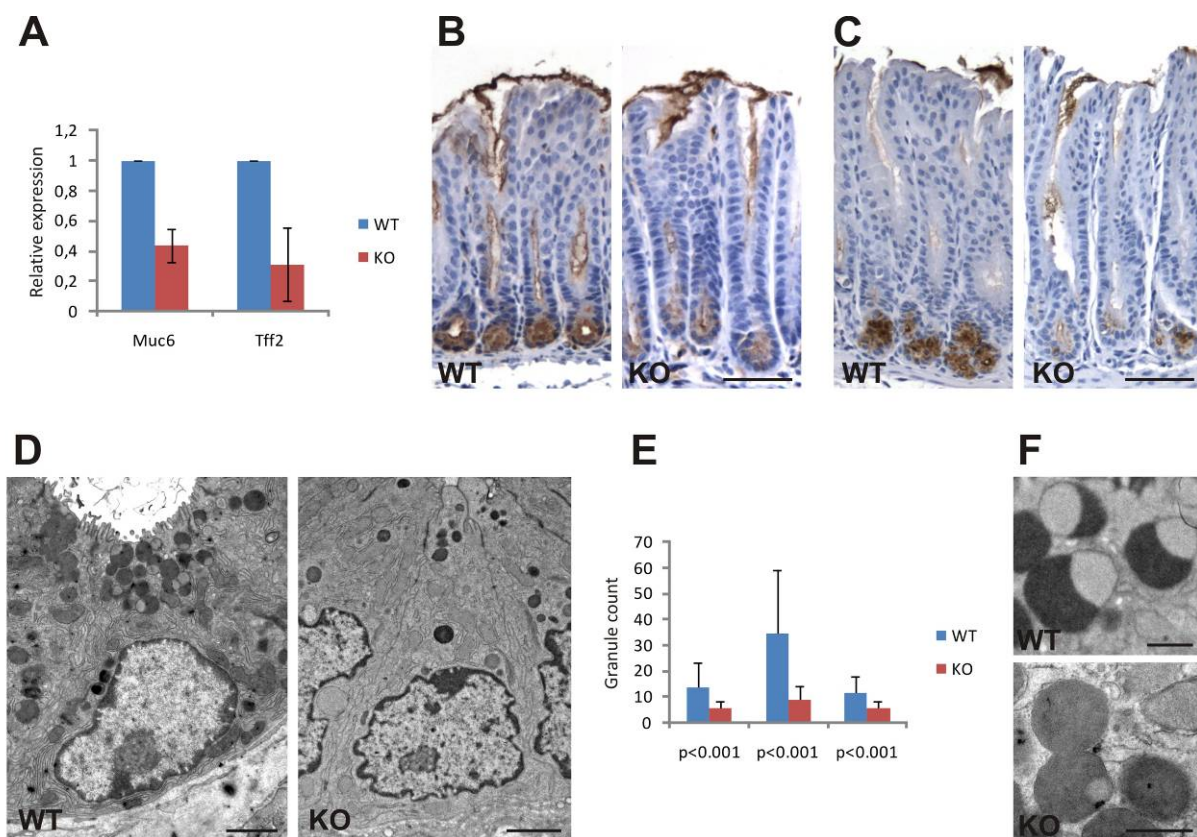 A
Relative expression
1,2
1
0,8
0,6
0,4
0,2
0
Muc6
Tff2
WT
KO
B
WT
KO
C
WT
KO
D
WT
KO
E
Granule count
70
60
50
40
30
20
10
0
p<0.001
p<0.001
p<0.001
WT
KO
F
WT
KO